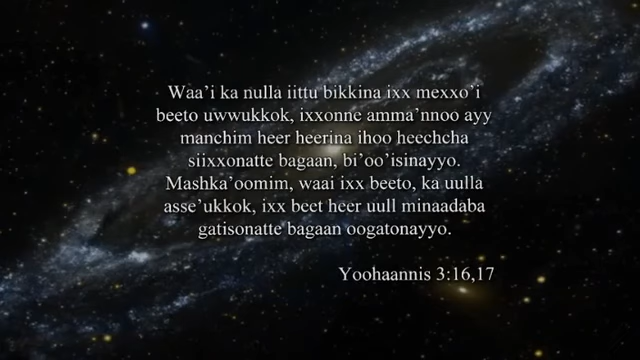 Waa'i ka nulla iittu bikkina ixx mexxo'i
beeto uwwukkok, ixxonne amma'nnoo ayy
manchim heer heerina ihoo heechcha
siixxonatte bagaan, bi'oo'isinayyo.
Mashka'oomim, waai ixx beeto, ka uulla
asse'ukkok, ixx beet heer uull minaadaba
gatisonatte bagaan oogatonayyo.
Yoohaannis 3:16,17